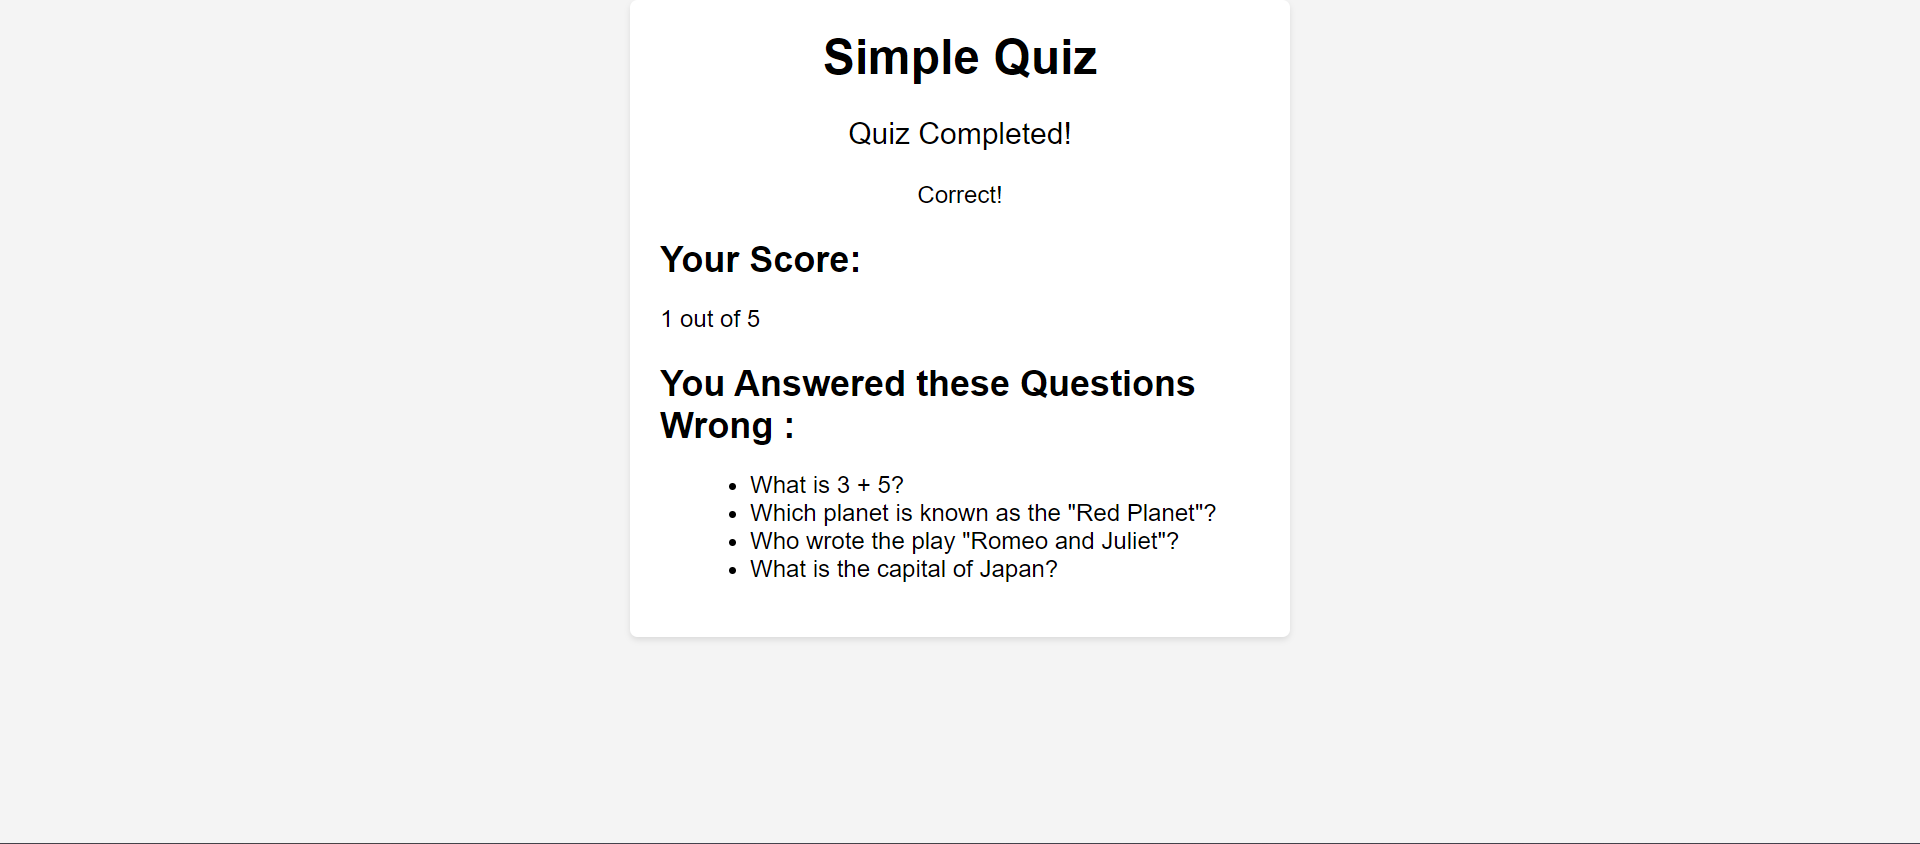 Simple Quiz
Quiz Completed!
Correct!
Your Score:
1 out of 5
You Answered these Questions
Wrong :
What is 3 + 5?
Which planet is known as the "Red Planet"?
Who wrote the play "Romeo and Juliet"?
What is the capital of Japan?